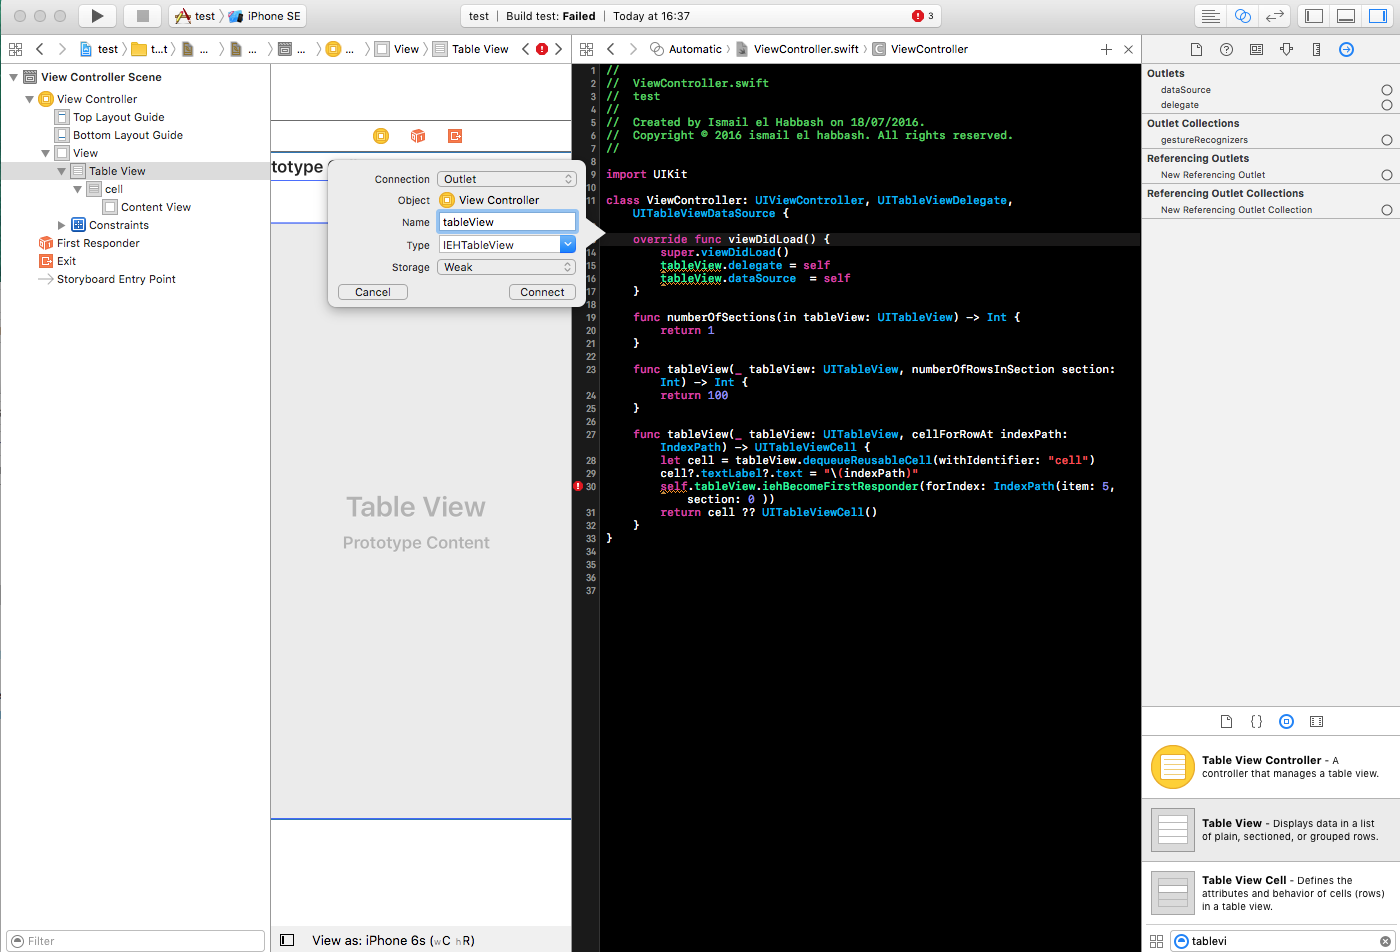 test
iPhone SE
test | Build test: Failed | Today at 16:37
3
test
t...t
...
...
...
...
View
Table View
Automatic
ViewController.swift
ViewController
View Controller Scene
View Controller
Top Layout Guide
Bottom Layout Guide
View
Table View
cell
Content View
Constraints
First Responder
Exit
Storyboard Entry Point
Filter
totype
Connection Outlet
Object View Controller
Name tableView
Type IEHTableView
Storage Weak
Cancel Connect
Table View
Prototype Content
View as: iPhone 6s (wC hR)
1 //
2 // ViewController.swift
3 // test
4 //
5 // Created by Ismail el Habbash on 18/07/2016.
6 // Copyright © 2016 ismail el habbash. All rights reserved.
7 //
8
9 import UIKit
10
11 class ViewController: UIViewController, UITableViewDelegate,
UITableViewDataSource {
override func viewDidLoad() {
14 super.viewDidLoad()
15 tableView.delegate = self
16 tableView.dataSource  = self
17 }
18
19 func numberOfSections(in tableView: UITableView) -> Int {
20 return 1
21 }
22
23 func tableView(_ tableView: UITableView, numberOfRowsInSection section:
Int) -> Int {
24 return 100
25 }
26
27 func tableView(_ tableView: UITableView, cellForRowAt indexPath:
IndexPath) -> UITableViewCell {
28 let cell = tableView.dequeueReusableCell(withIdentifier: "cell")
29 cell?.textLabel?.text = "\(indexPath)"
30 self.tableView.iehBecomeFirstResponder(forIndex: IndexPath(item: 5,
section: 0 ))
31 return cell ?? UITableViewCell()
32 }
33 }
34
35
36
37
Outlets
dataSource
delegate
Outlet Collections
gestureRecognizers
Referencing Outlets
New Referencing Outlet
Referencing Outlet Collections
New Referencing Outlet Collection
{ }
Table View Controller - A
controller that manages a table view.
Table View - Displays data in a list
of plain, sectioned, or grouped rows.
Table View Cell - Defines the
attributes and behavior of cells (rows)
in a table view.
tablevi